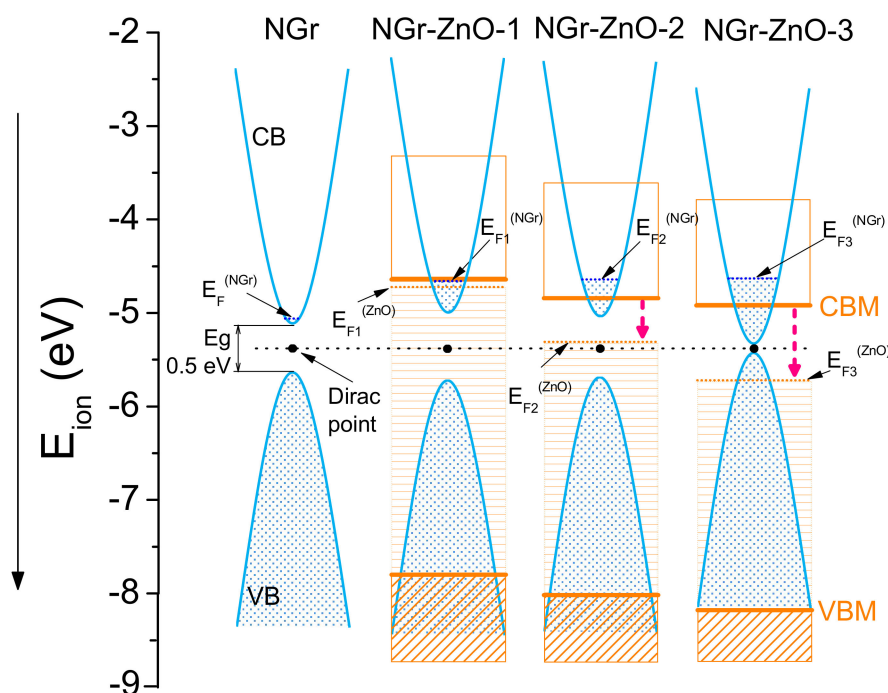 NGr NGr-ZnO-1 NGr-ZnO-2 NGr-ZnO-3
-2
-3
-4
-5
-6
-7
-8
-9
E_ion (eV)
CB
E_F^(NGr)
Eg
0.5 eV
Dirac
point
VB
E_F1^(NGr)
E_F1^(ZnO)
E_F2^(NGr)
E_F2^(ZnO)
E_F3^(NGr)
CBM
E_F3^(ZnO)
VBM